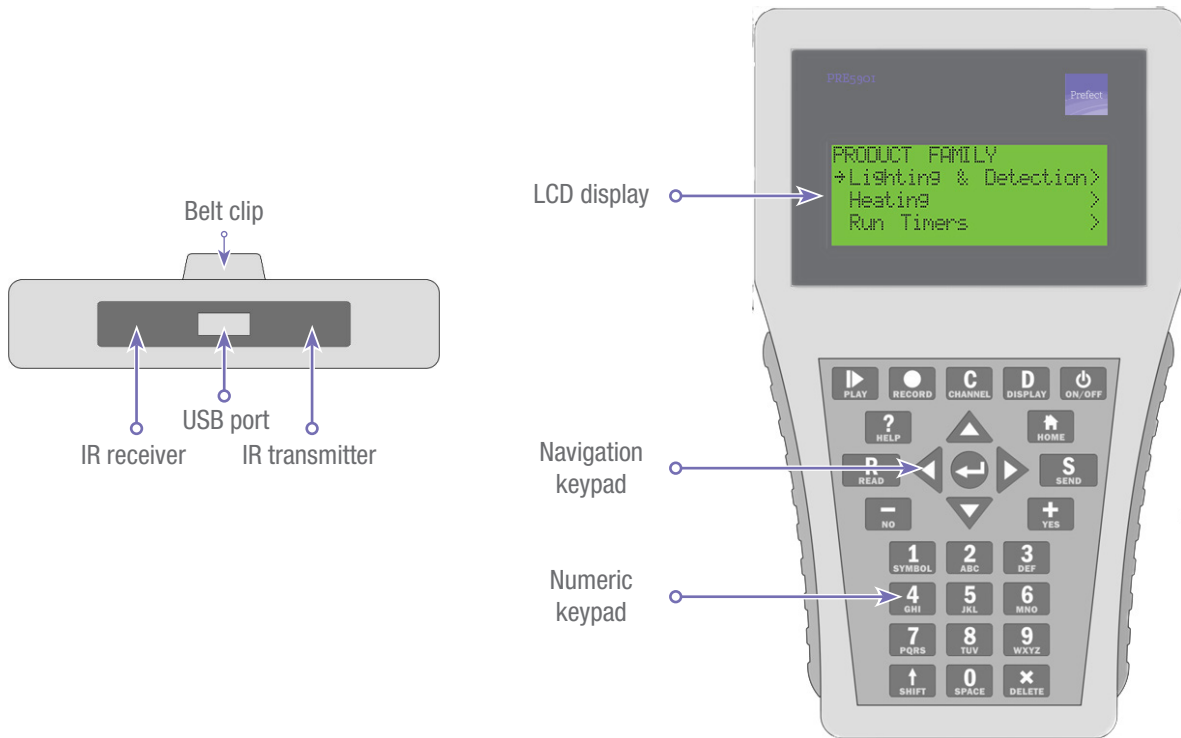 Belt clip
USB port
IR receiver
IR transmitter
LCD display
Navigation
keypad
Numeric
keypad
PRE5901
Prefect
PRODUCT FAMILY
→Lighting & Detection>
Heating >
Run Timers >
PLAY
RECORD
C
CHANNEL
D
DISPLAY
ON/OFF
?
HELP
HOME
R
READ
S
SEND
−
NO
+
YES
1
SYMBOL
2
ABC
3
DEF
4
GHI
5
JKL
6
MNO
7
PQRS
8
TUV
9
WXYZ
SHIFT
0
SPACE
DELETE